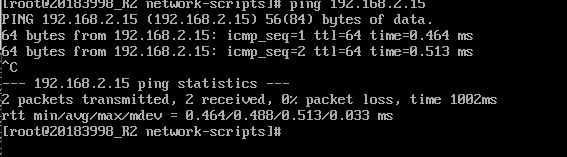 [root@20183998_R2 network-scripts]# ping 192.168.2.15
PING 192.168.2.15 (192.168.2.15) 56(84) bytes of data.
64 bytes from 192.168.2.15: icmp_seq=1 ttl=64 time=0.464 ms
64 bytes from 192.168.2.15: icmp_seq=2 ttl=64 time=0.513 ms
^C
--- 192.168.2.15 ping statistics ---
2 packets transmitted, 2 received, 0% packet loss, time 1002ms
rtt min/avg/max/mdev = 0.464/0.488/0.513/0.033 ms
[root@20183998_R2 network-scripts]#